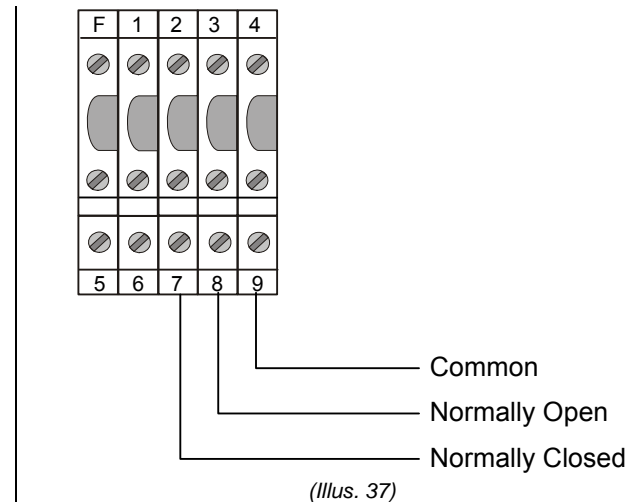 F 1 2 3 4
5 6 7 8 9
Common
Normally Open
Normally Closed
(Illus. 37)